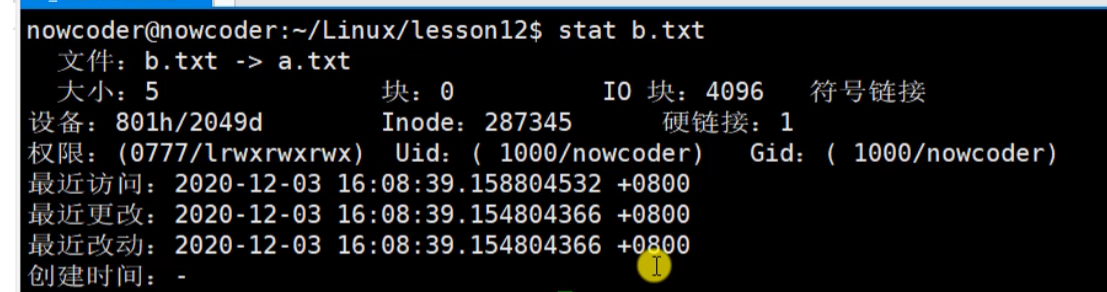 nowcoder@nowcoder:~/Linux/lesson12$ stat b.txt
文件：b.txt -> a.txt
大小：5 块：0 IO 块：4096 符号链接
设备：801h/2049d Inode：287345 硬链接：1
权限：(0777/lrwxrwxrwx) Uid：( 1000/nowcoder) Gid：( 1000/nowcoder)
最近访问：2020-12-03 16:08:39.158804532 +0800
最近更改：2020-12-03 16:08:39.154804366 +0800
最近改动：2020-12-03 16:08:39.154804366 +0800
创建时间：-